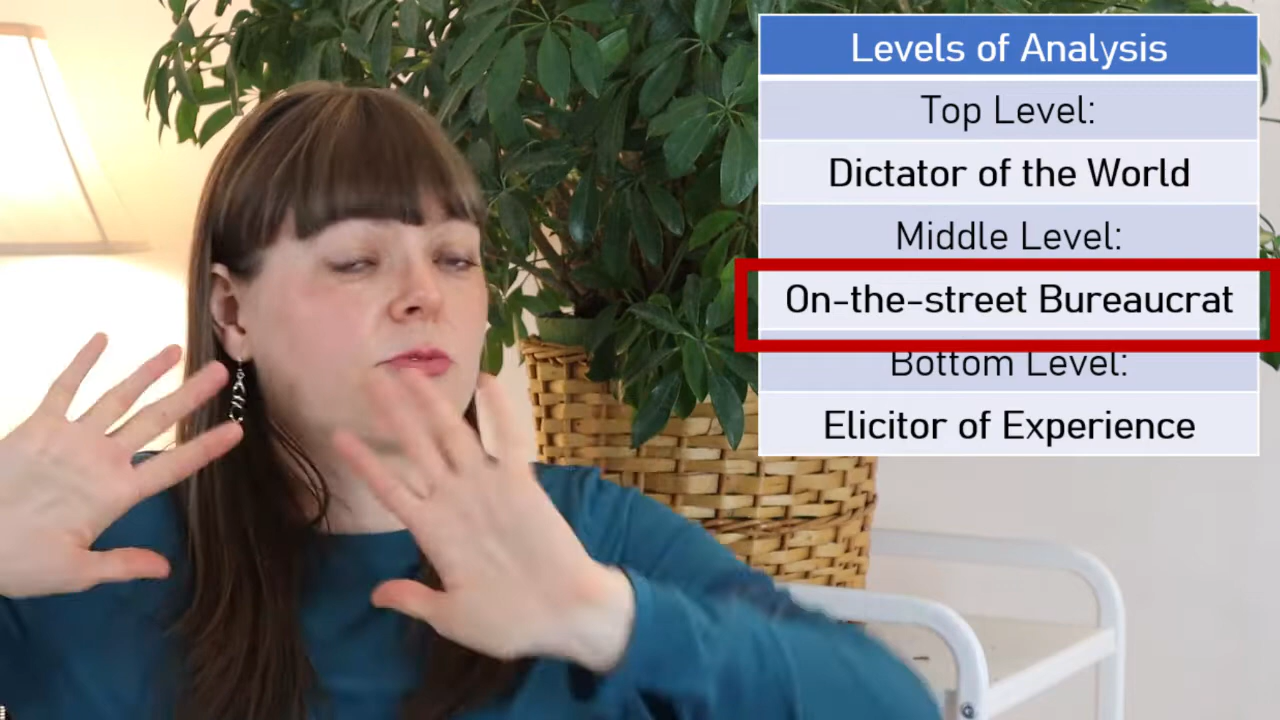 Levels of Analysis
Top Level:
Dictator of the World
Middle Level:
On-the-street Bureaucrat
Bottom Level:
Elicitor of Experience